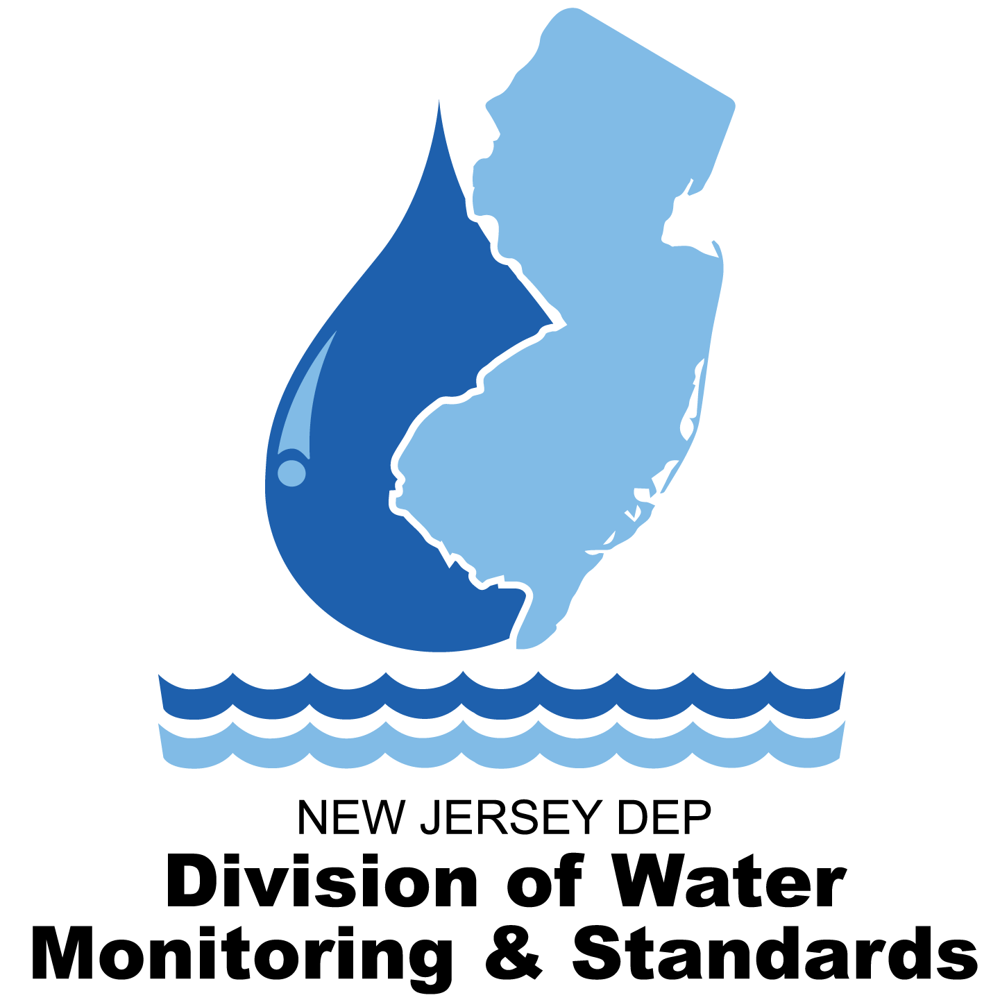 NEW JERSEY DEP
Division of Water
Monitoring & Standards